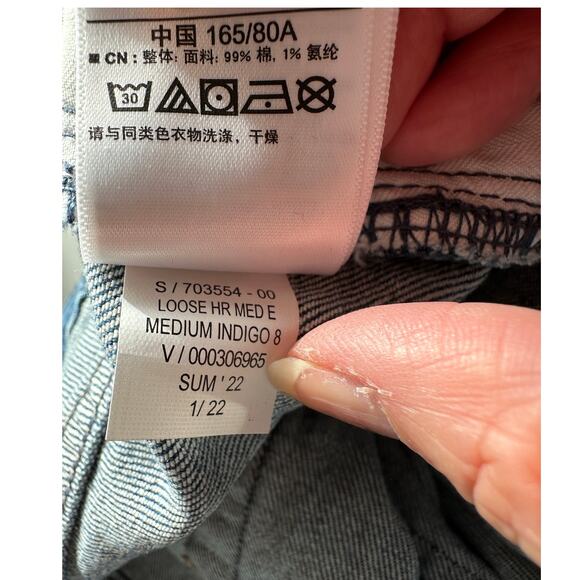 中国 165/80A
CN : 整体: 面料: 99% 棉, 1% 氨纶
30
请与同类色衣物洗涤, 干燥
S / 703554 - 00
LOOSE HR MED E
MEDIUM INDIGO 8
V / 000306965
SUM ' 22
1/ 22